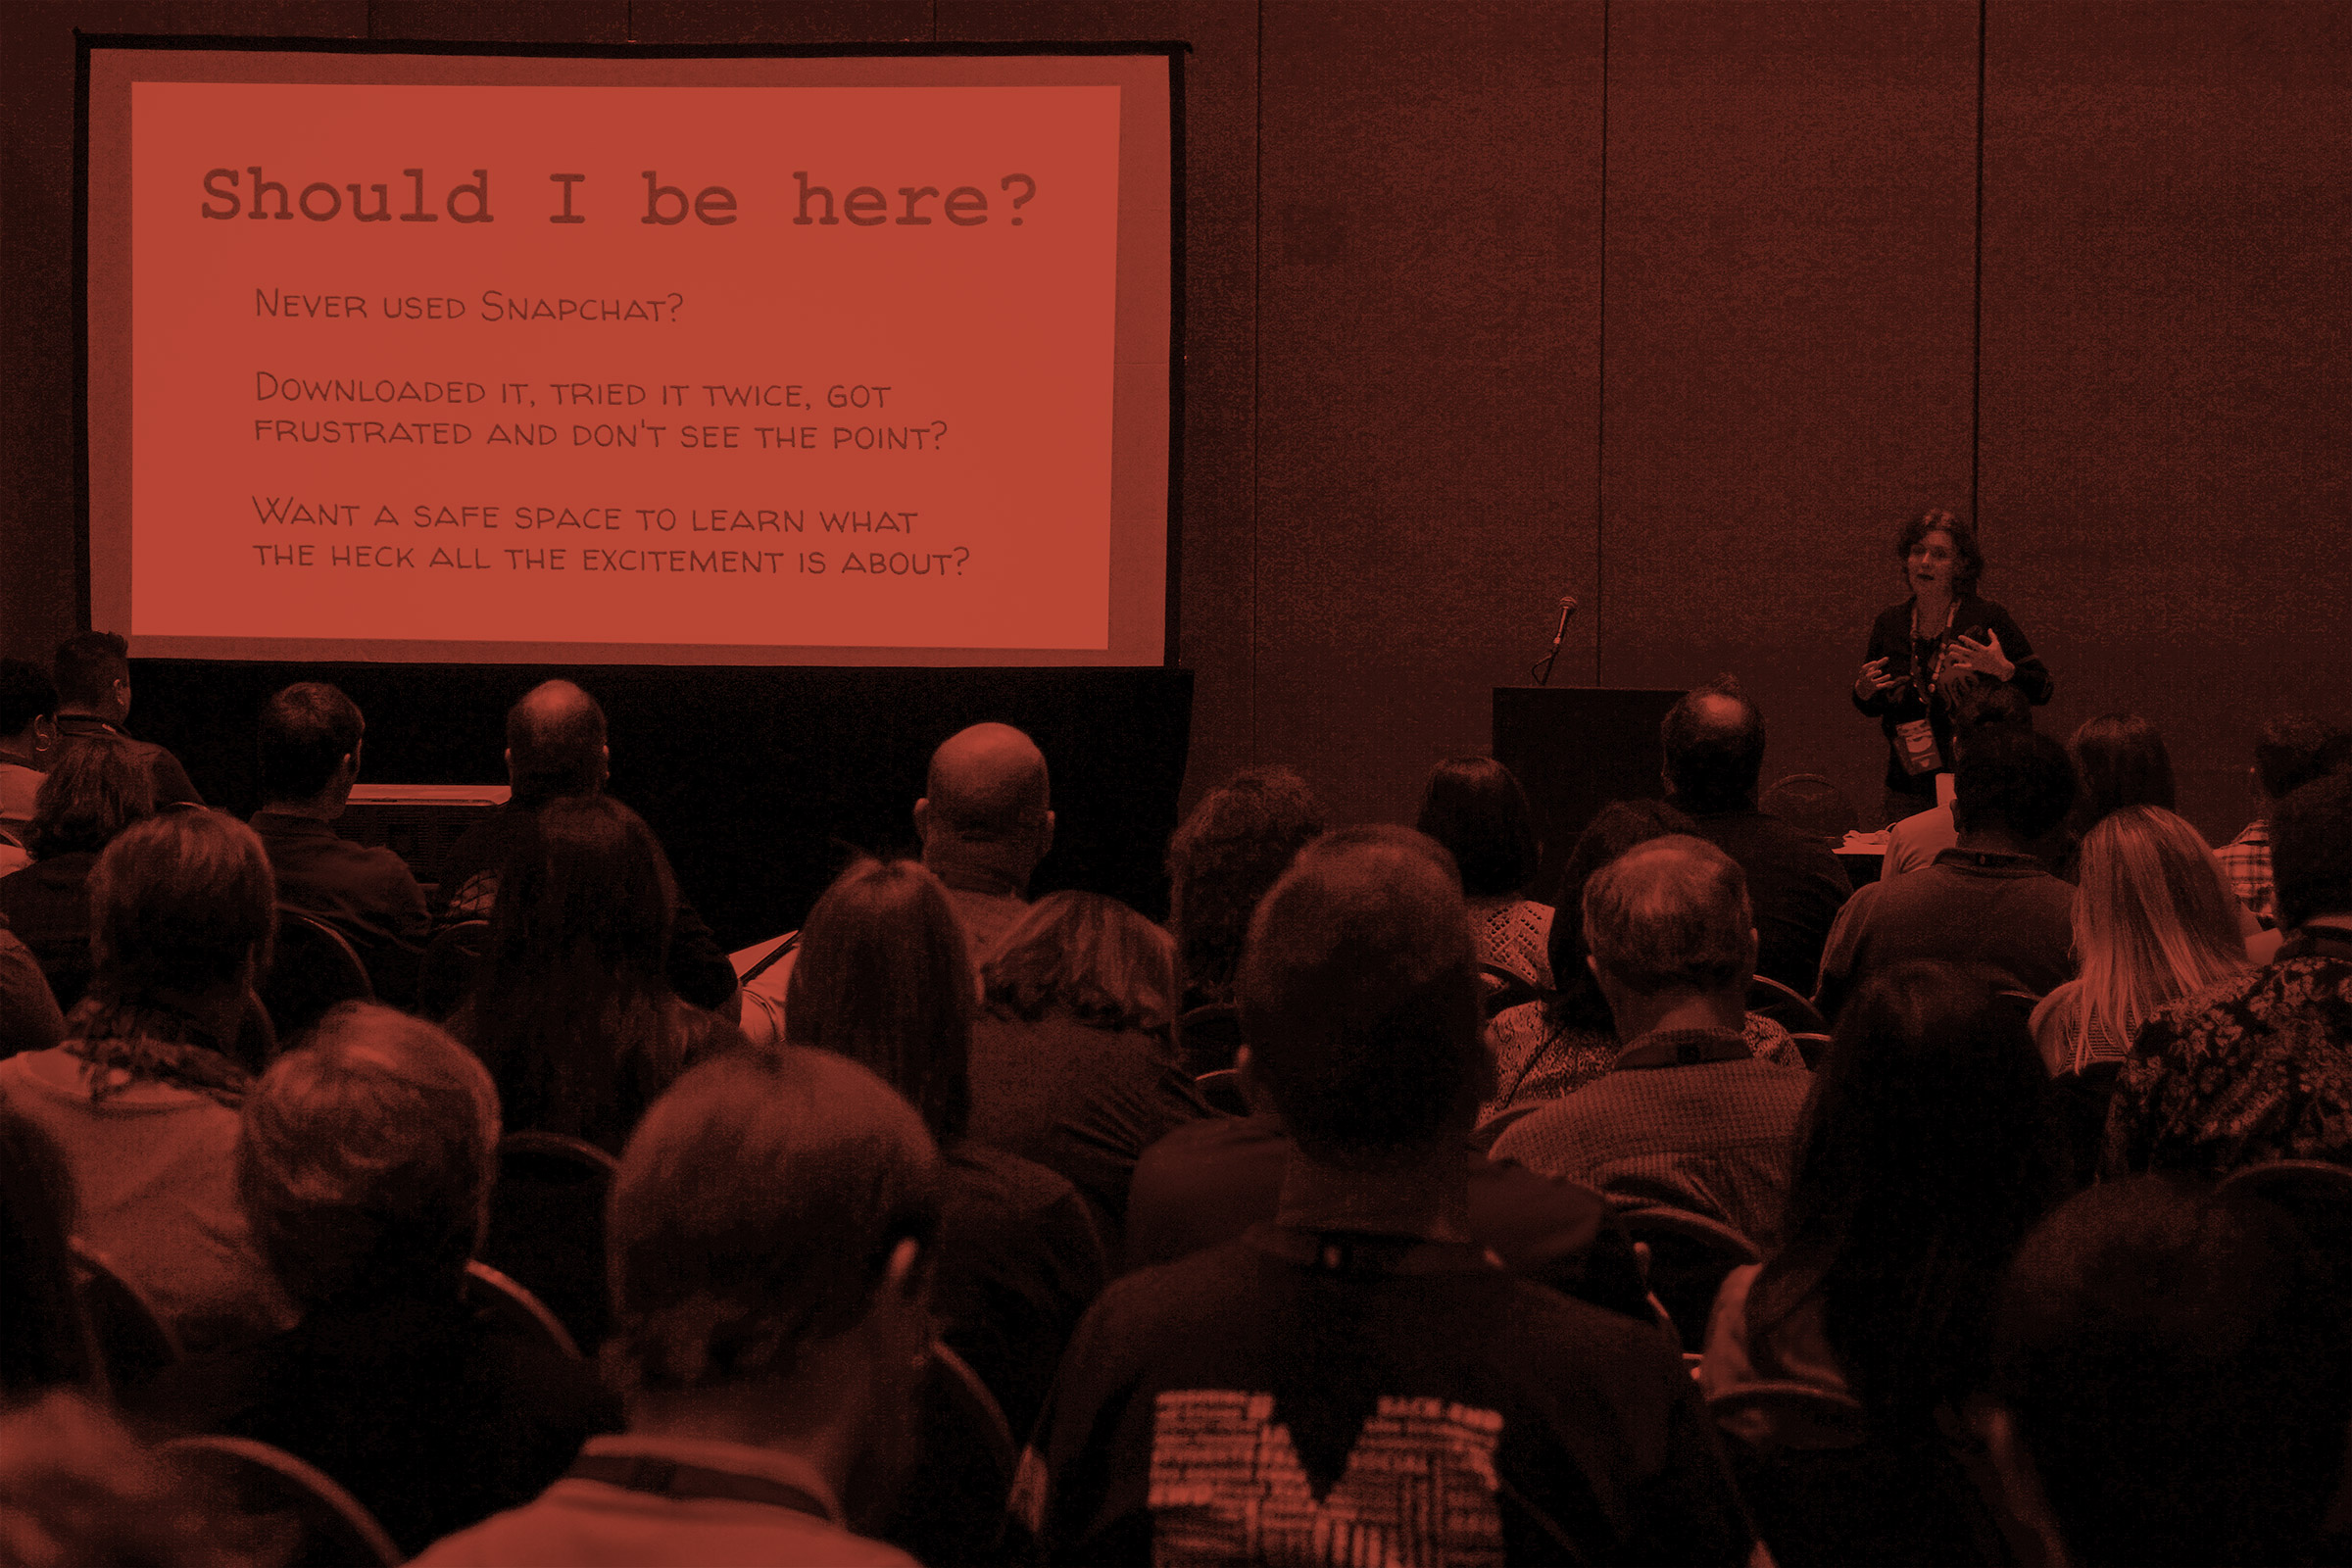 Should I be here?
NEVER USED SNAPCHAT?
DOWNLOADED IT, TRIED IT TWICE, GOT
FRUSTRATED AND DON'T SEE THE POINT?
WANT A SAFE SPACE TO LEARN WHAT
THE HECK ALL THE EXCITEMENT IS ABOUT?